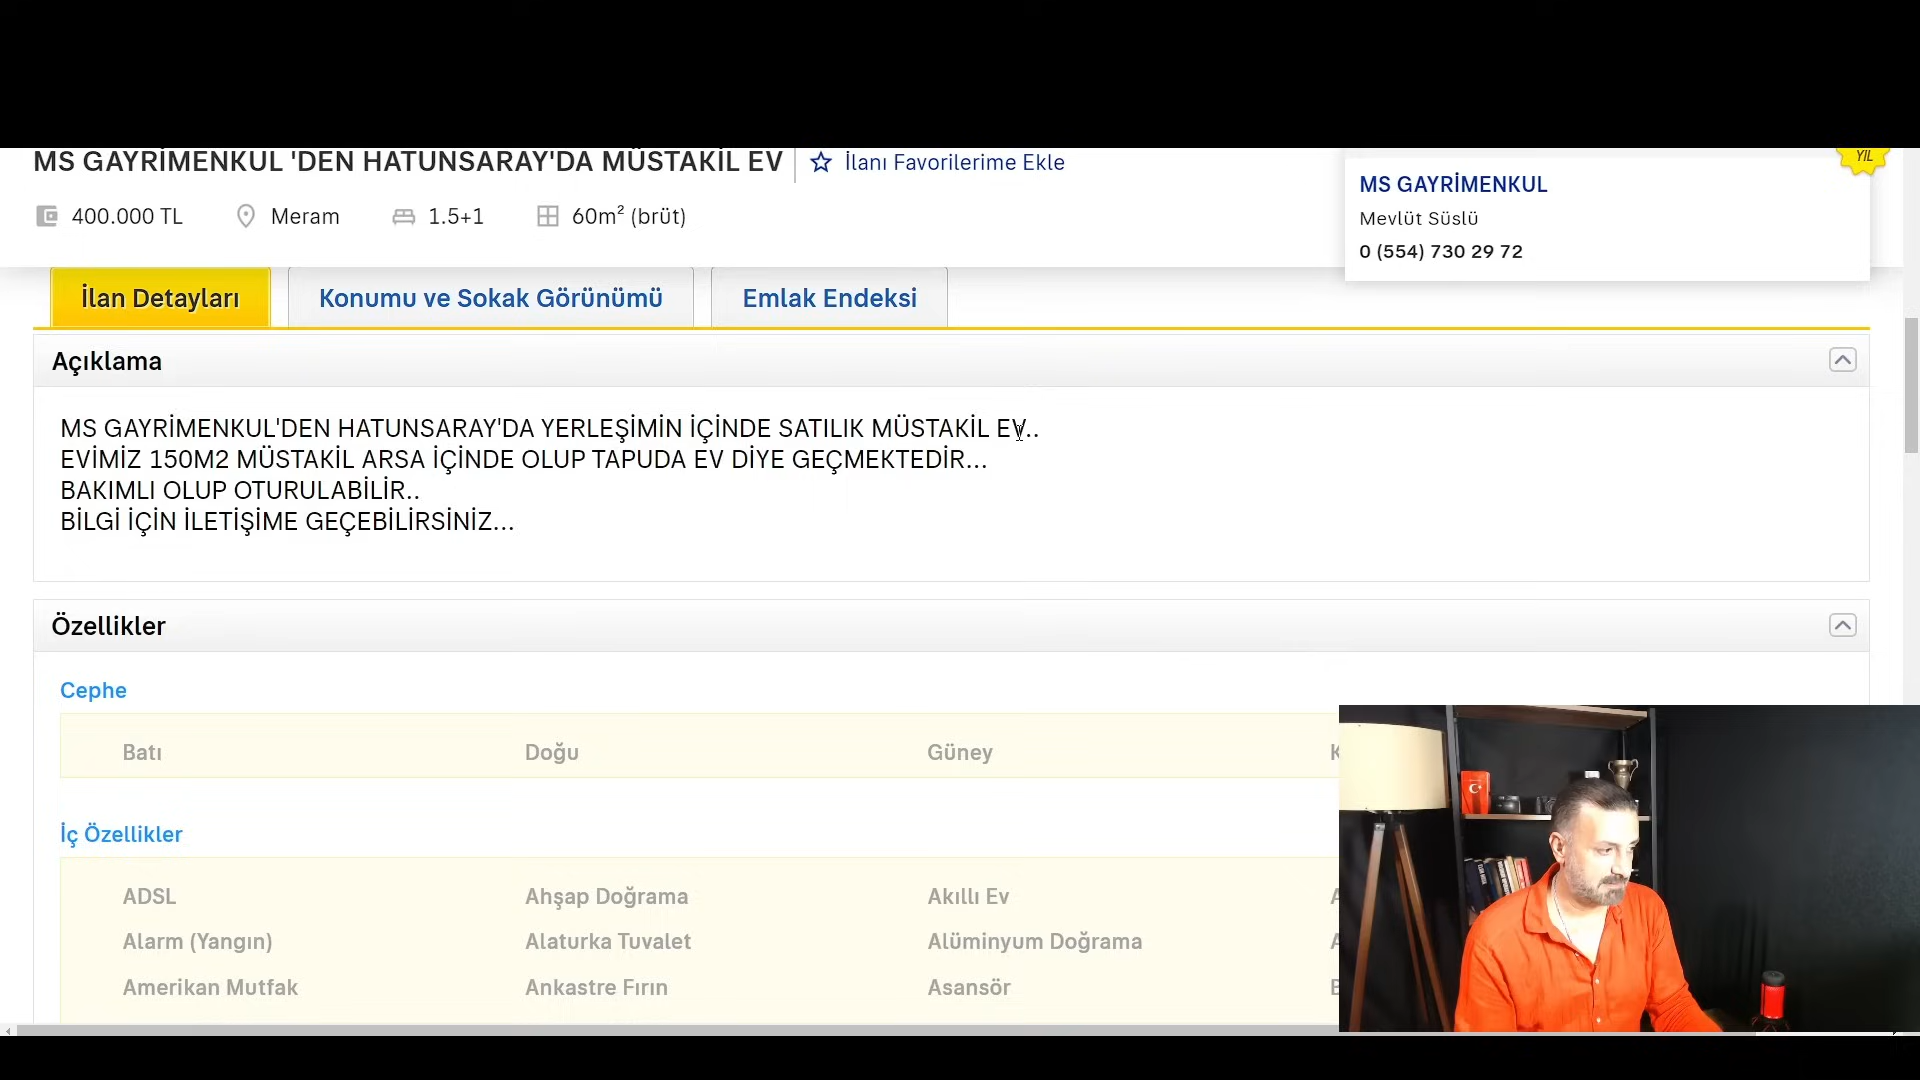 MS GAYRİMENKUL 'DEN HATUNSARAY'DA MÜSTAKİL EV
İlanı Favorilerime Ekle
400.000 TL
Meram
1.5+1
60m² (brüt)
YIL
MS GAYRİMENKUL
Mevlüt Süslü
0 (554) 730 29 72
İlan Detayları
Konumu ve Sokak Görünümü
Emlak Endeksi
Açıklama
MS GAYRİMENKUL'DEN HATUNSARAY'DA YERLEŞİMİN İÇİNDE SATILIK MÜSTAKİL EV..
EVİMİZ 150M2 MÜSTAKİL ARSA İÇİNDE OLUP TAPUDA EV DİYE GEÇMEKTEDİR...
BAKIMLI OLUP OTURULABİLİR..
BİLGİ İÇİN İLETİŞİME GEÇEBİLİRSİNİZ...
Özellikler
Cephe
Batı
Doğu
Güney
İç Özellikler
ADSL
Ahşap Doğrama
Akıllı Ev
Alarm (Yangın)
Alaturka Tuvalet
Alüminyum Doğrama
Amerikan Mutfak
Ankastre Fırın
Asansör